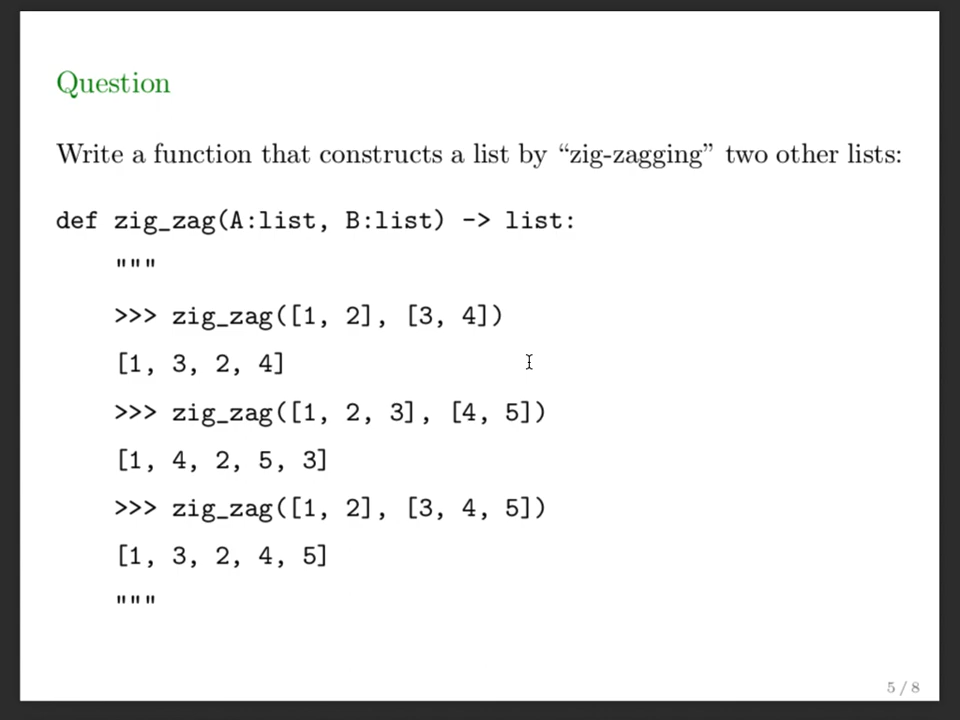 Question
Write a function that constructs a list by “zig-zagging” two other lists:
def zig_zag(A:list, B:list) -> list:
"""
>>> zig_zag([1, 2], [3, 4])
[1, 3, 2, 4]
>>> zig_zag([1, 2, 3], [4, 5])
[1, 4, 2, 5, 3]
>>> zig_zag([1, 2], [3, 4, 5])
[1, 3, 2, 4, 5]
"""
5 / 8